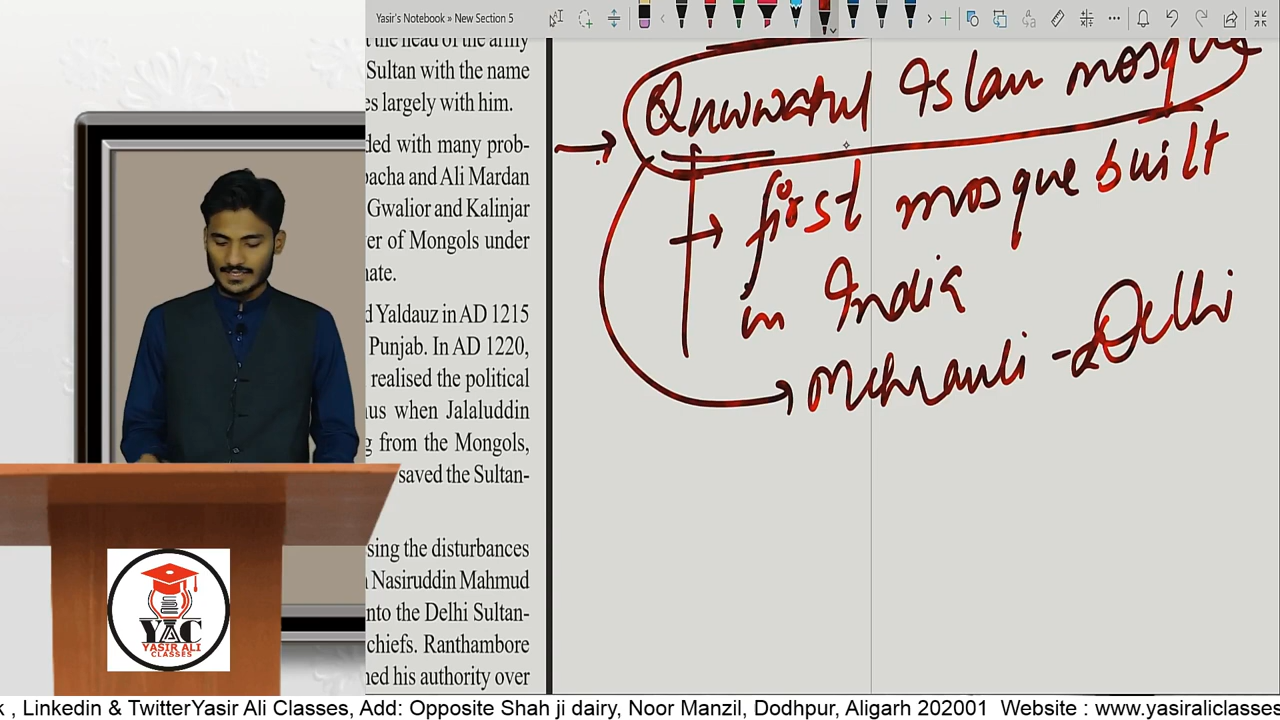 Yasir's Notebook » New Section 5
t the head of the army
Sultan with the name
es largely with him.
ded with many prob-
bacha and Ali Mardan
Gwalior and Kalinjar
er of Mongols under
nate.
d Yaldauz in AD 1215
Punjab. In AD 1220,
realised the political
us when Jalaluddin
g from the Mongols,
saved the Sultan-
sing the disturbances
Nasiruddin Mahmud
nto the Delhi Sultan-
chiefs. Ranthambore
ned his authority over
Quwwatul Islam mosque
first mosque built
in India
Mehrauli - Delhi
YAC
YASIR ALI
CLASSES
, Linkedin & TwitterYasir Ali Classes, Add: Opposite Shah ji dairy, Noor Manzil, Dodhpur, Aligarh 202001 Website : www.yasiraliclasses